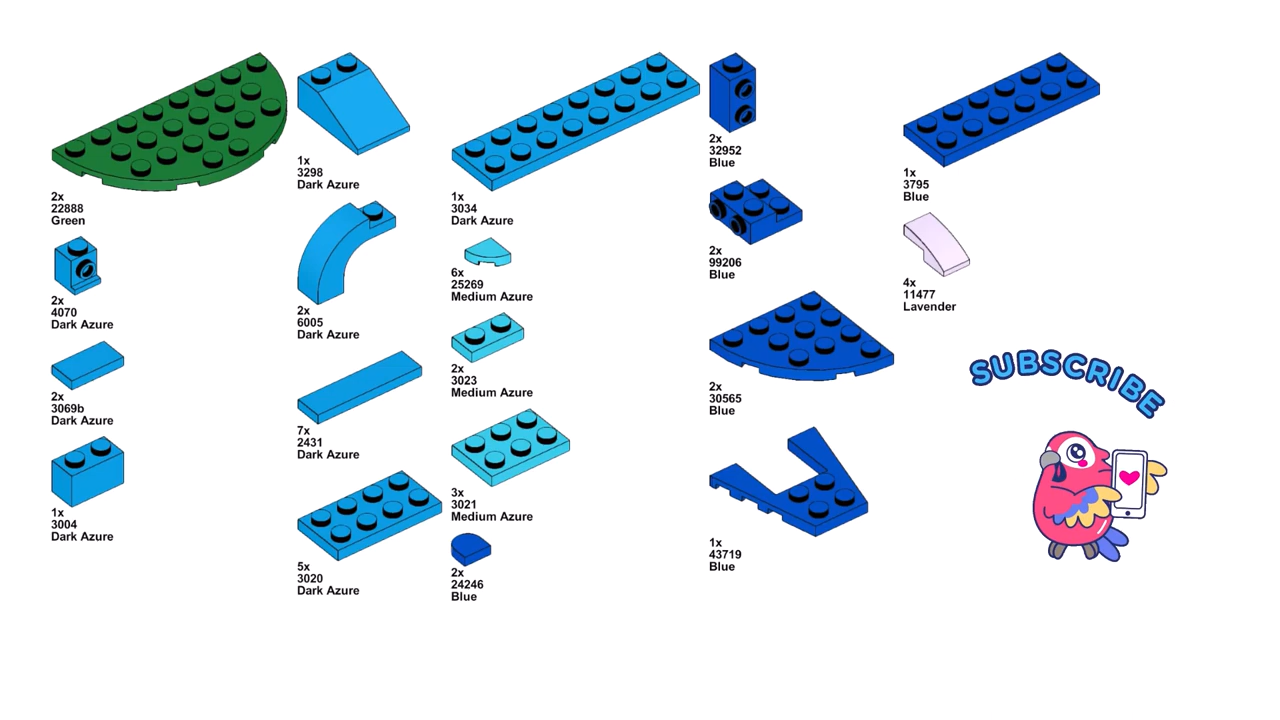 2x
22888
Green
2x
4070
Dark Azure
2x
3069b
Dark Azure
1x
3004
Dark Azure
1x
3298
Dark Azure
2x
6005
Dark Azure
7x
2431
Dark Azure
5x
3020
Dark Azure
1x
3034
Dark Azure
6x
25269
Medium Azure
2x
3023
Medium Azure
3x
3021
Medium Azure
2x
24246
Blue
2x
32952
Blue
2x
99206
Blue
2x
30565
Blue
1x
43719
Blue
1x
3795
Blue
4x
11477
Lavender
SUBSCRIBE